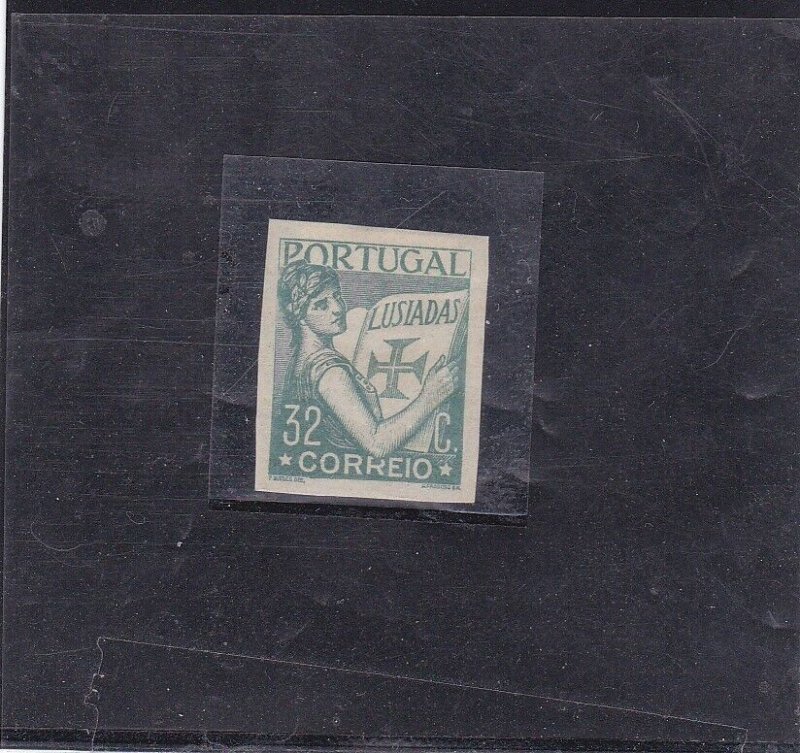 PORTUGAL
LUSIADAS
32 C.
CORREIO